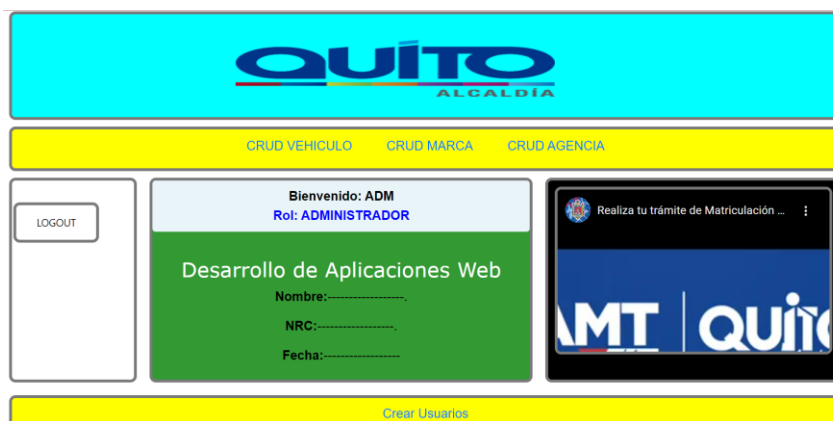 QUITO
ALCALDÍA
CRUD VEHICULO CRUD MARCA CRUD AGENCIA
LOGOUT
Bienvenido: ADM
Rol: ADMINISTRADOR
Desarrollo de Aplicaciones Web
Nombre:------------------.
NRC:------------------.
Fecha:-----------------
Realiza tu trámite de Matriculación ...
AMT QUITO
Crear Usuarios